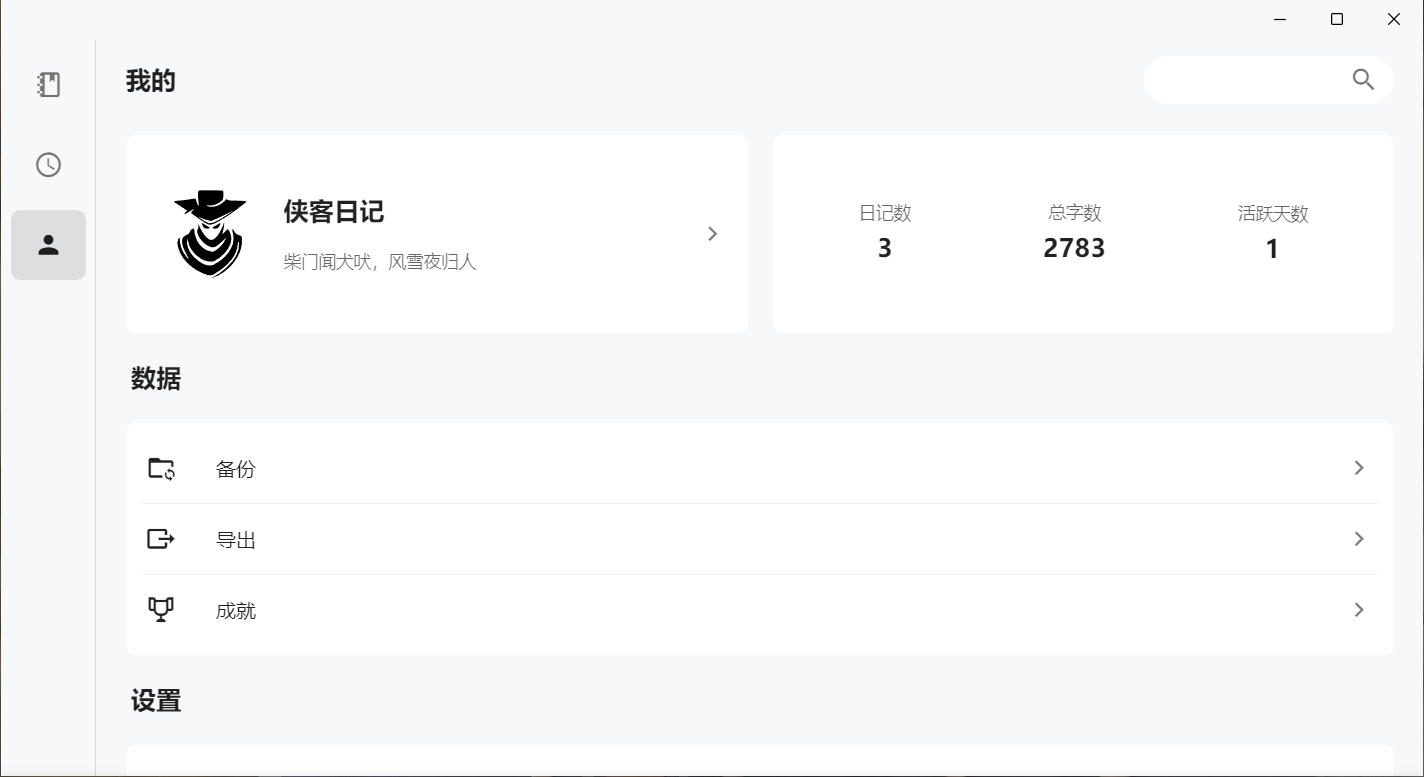 我的
侠客日记
柴门闻犬吠，风雪夜归人
日记数
3
总字数
2783
活跃天数
1
数据
备份
导出
成就
设置